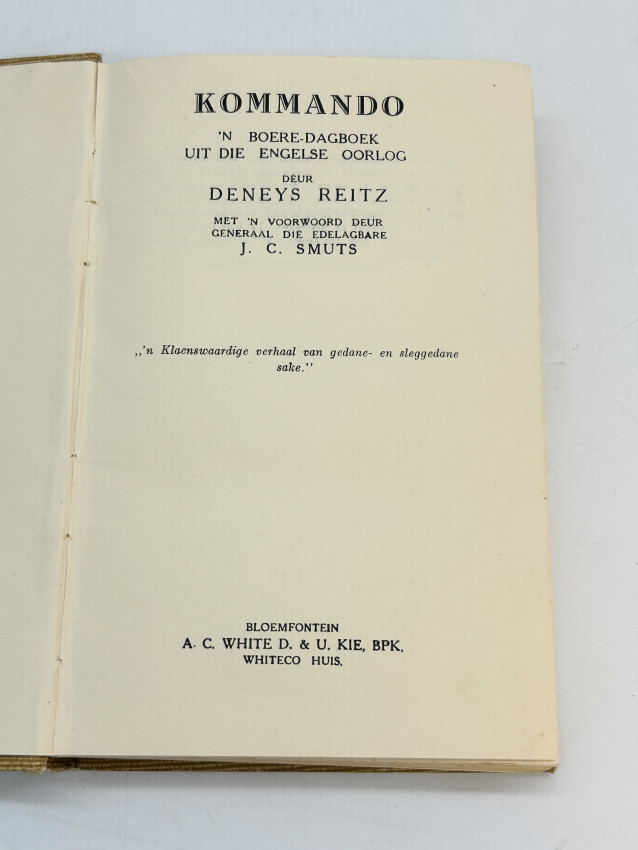 KOMMANDO
'N BOERE-DAGBOEK
UIT DIE ENGELSE OORLOG
DEUR
DENEYS REITZ
MET 'N VOORWOORD DEUR
GENERAAL DIE EDELAGBARE
J. C. SMUTS
,,'n Klaenswaardige verhaal van gedane- en sleggedane
sake."
BLOEMFONTEIN
A. C. WHITE D. & U. KIE, BPK.
WHITECO HUIS.